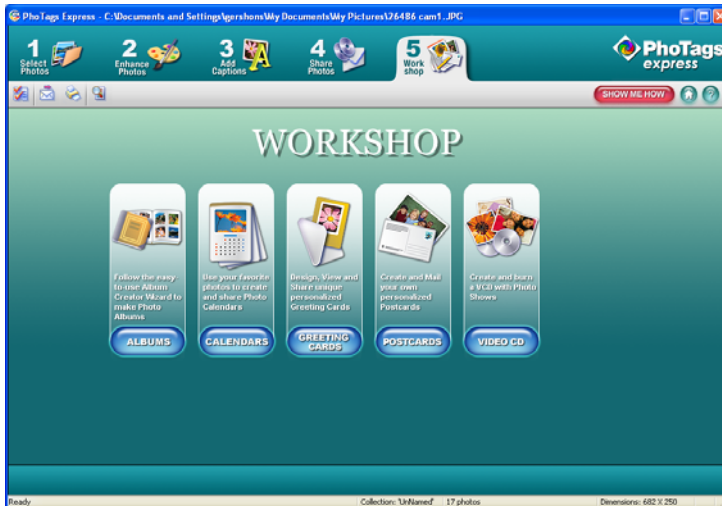 PhoTags Express - C:\Documents and Settings\gershons\My Documents\My Pictures\26486 cam1.JPG
1
Select
Photos
2
Enhance
Photos
3
Add
Captions
4
Share
Photos
5
Work
shop
PhoTags
express
SHOW ME HOW
?
WORKSHOP
Follow the easy-
to-use Album
Creator Wizard to
make Photo
Albums
ALBUMS
Use your favorite
photos to create
and share Photo
Calendars
CALENDARS
Design, View and
Share unique
personalized
Greeting Cards
GREETING
CARDS
Create and Mail
your own
personalized
Postcards
POSTCARDS
Create and burn
a VCD with Photo
Shows
VIDEO CD
Ready
Collection: 'UnNamed'
17 photos
Dimensions: 682 X 250